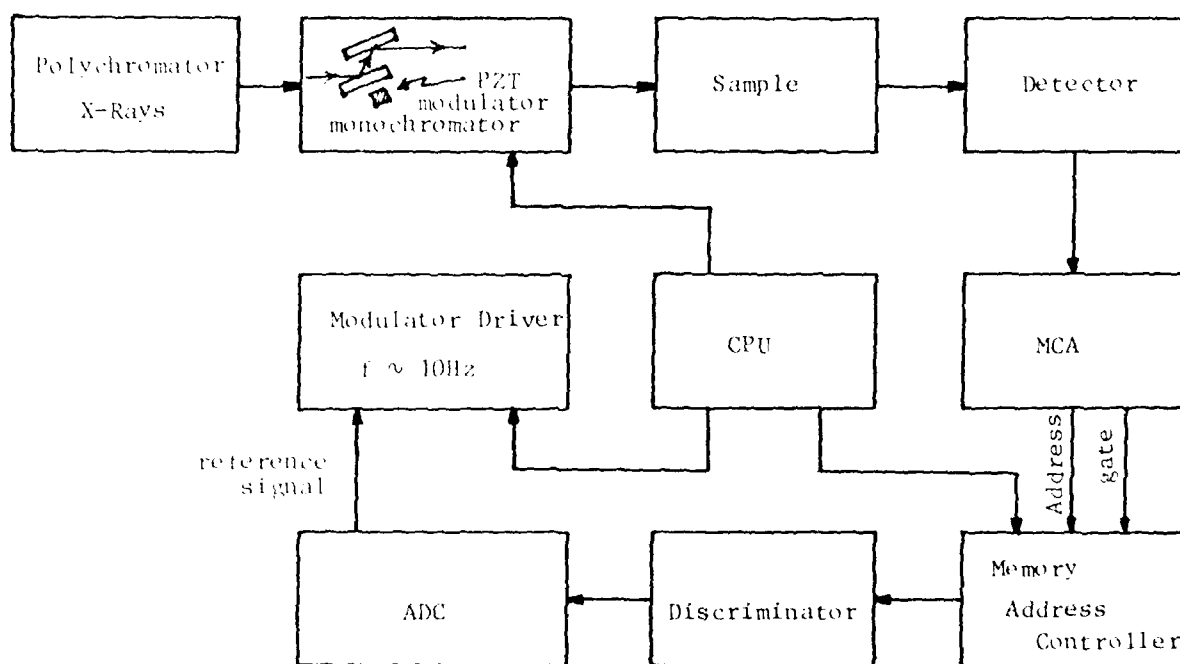 Polychromator
X-Rays
PZT
modulator
monochromator
Sample
Detector
Modulator Driver
f ~ 10Hz
CPU
MCA
reference
signal
Address
gate
ADC
Discriminator
Memory
Address
Controller